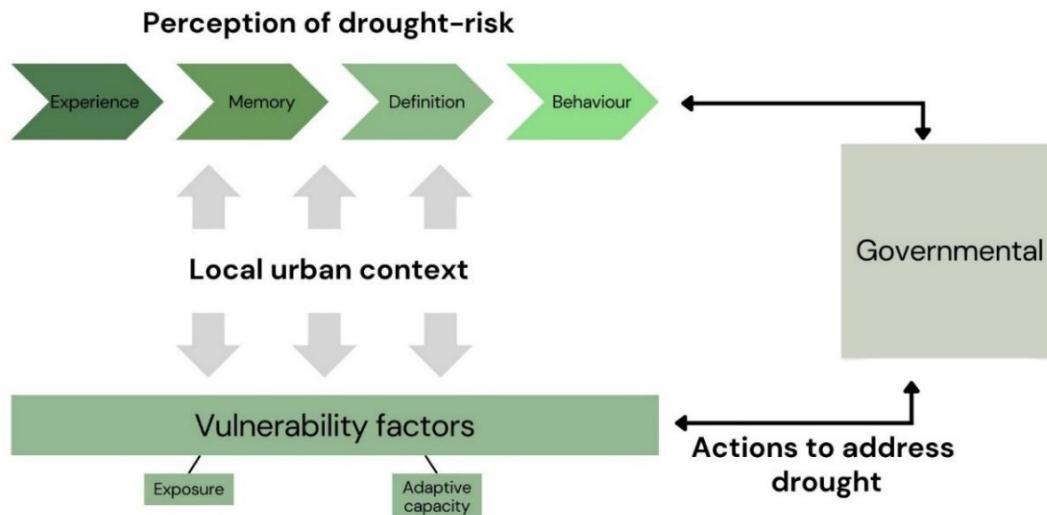 Perception of drought-risk
Experience
Memory
Definition
Behaviour
Governmental
Local urban context
Vulnerability factors
Exposure
Adaptive
capacity
Actions to address
drought